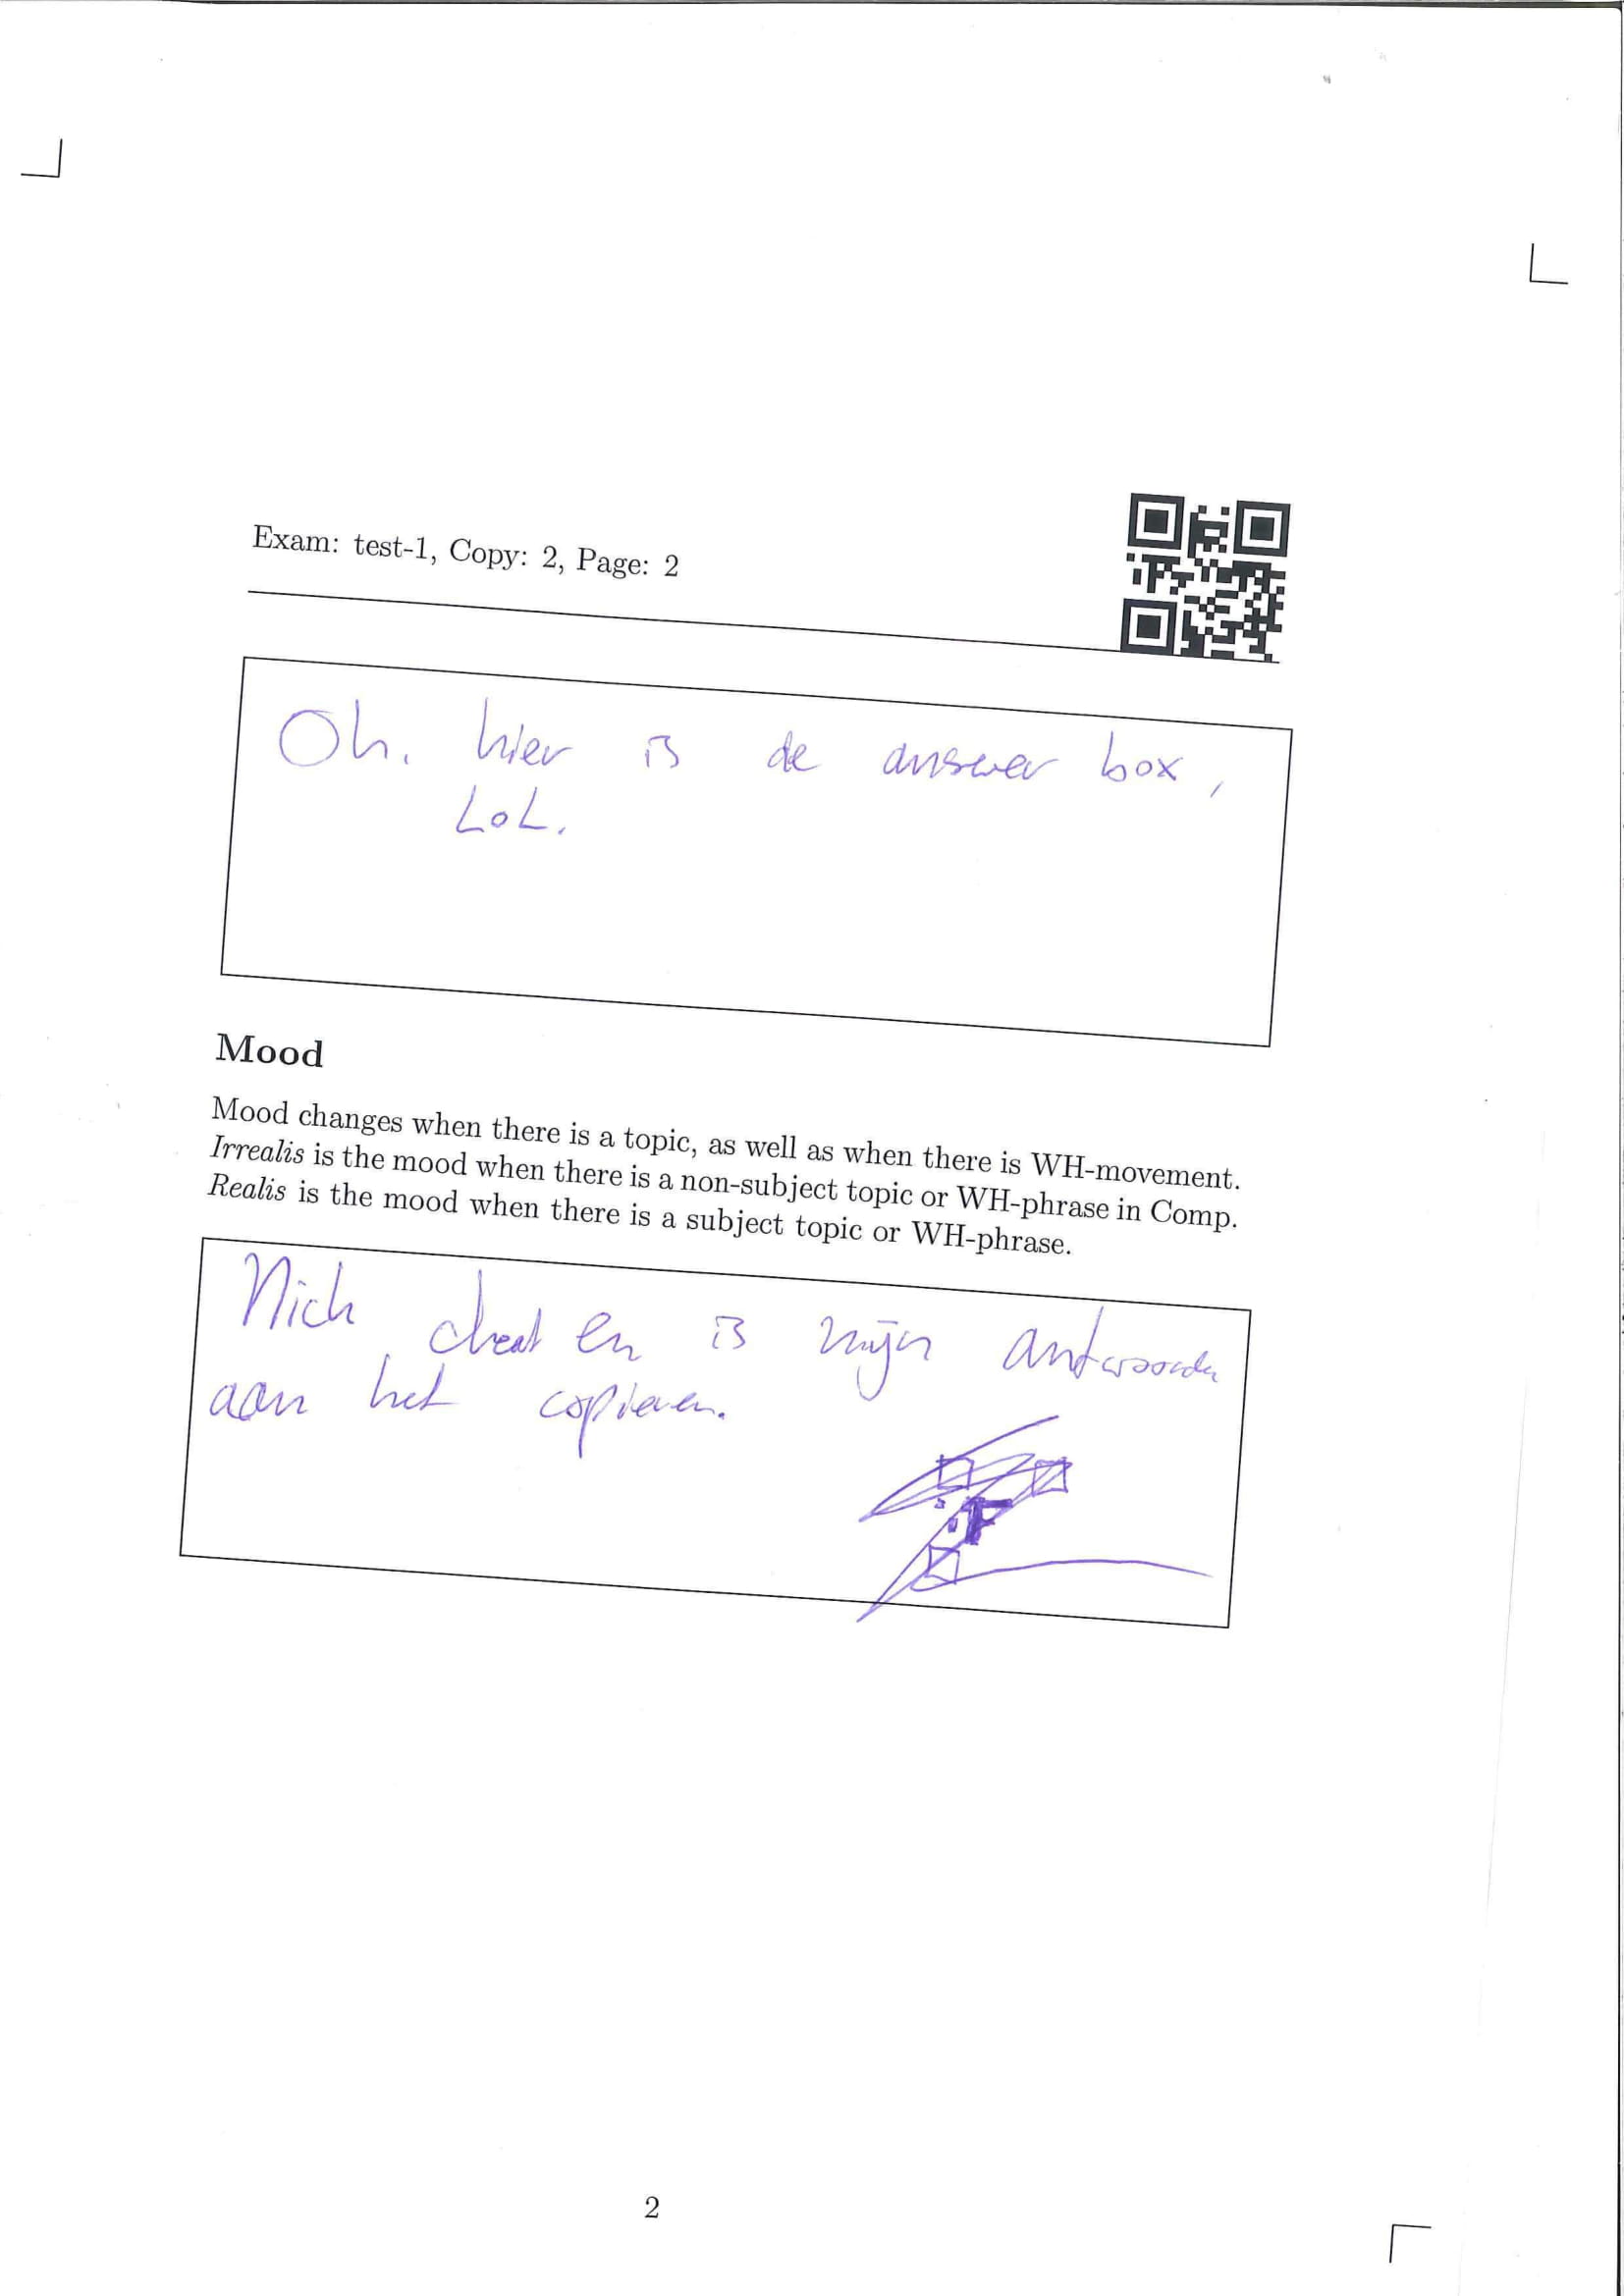 Exam: test-1, Copy: 2, Page: 2
Oh. hier is de answer box,
LoL.
Mood
Mood changes when there is a topic, as well as when there is WH-movement.
Irrealis is the mood when there is a non-subject topic or WH-phrase in Comp.
Realis is the mood when there is a subject topic or WH-phrase.
Nick cheat en is mijn antwoorden
aan het copieren.
2